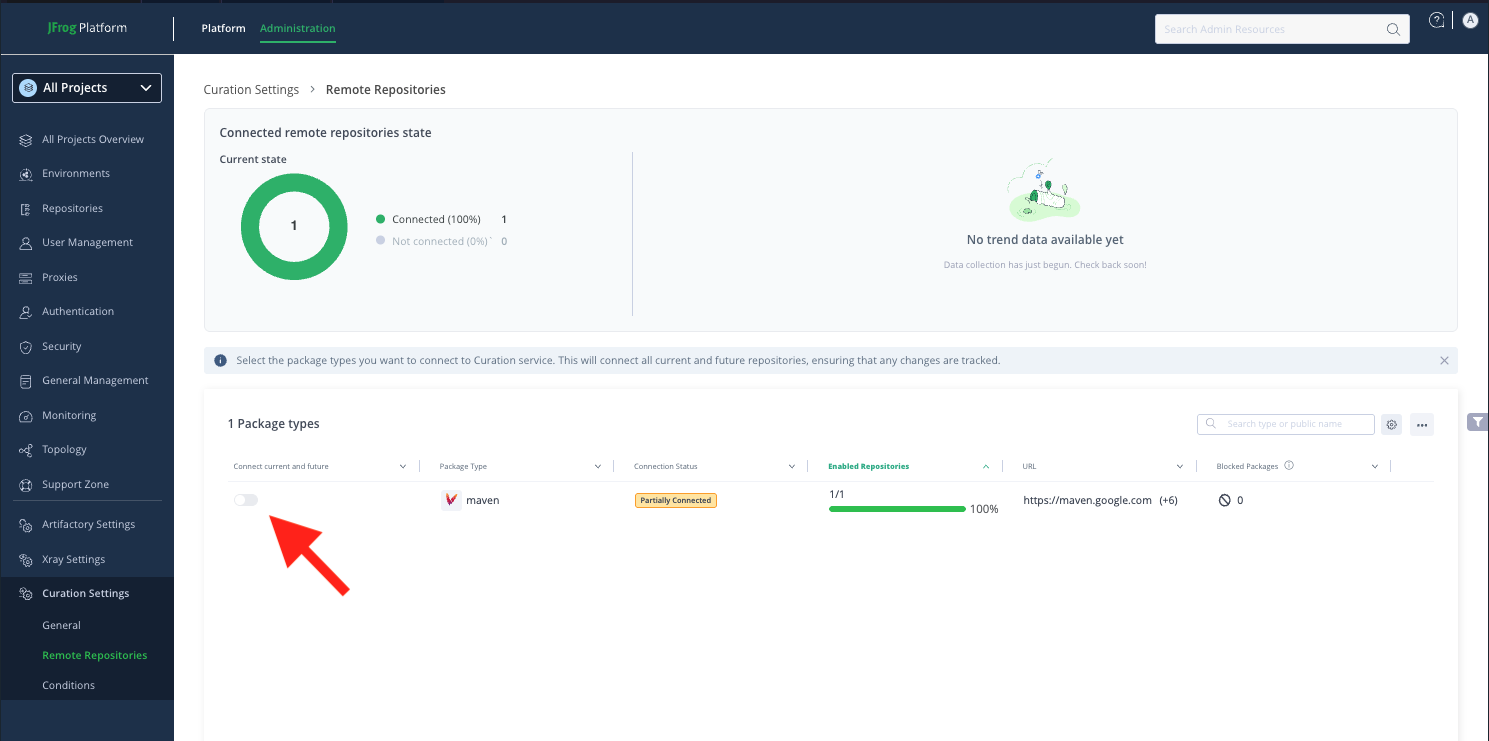 JFrog Platform
Platform Administration
Search Admin Resources
A
All Projects
All Projects Overview
Environments
Repositories
User Management
Proxies
Authentication
Security
General Management
Monitoring
Topology
Support Zone
Artifactory Settings
Xray Settings
Curation Settings
General
Remote Repositories
Conditions
Curation Settings > Remote Repositories
Connected remote repositories state
Current state
1
Connected (100%) 1
Not connected (0%)` 0
No trend data available yet
Data collection has just begun. Check back soon!
Select the package types you want to connect to Curation service. This will connect all current and future repositories, ensuring that any changes are tracked.
1 Package types
Search type or public name
Connect current and future Package Type Connection Status Enabled Repositories URL Blocked Packages
maven Partially Connected 1/1 100% https://maven.google.com (+6) 0